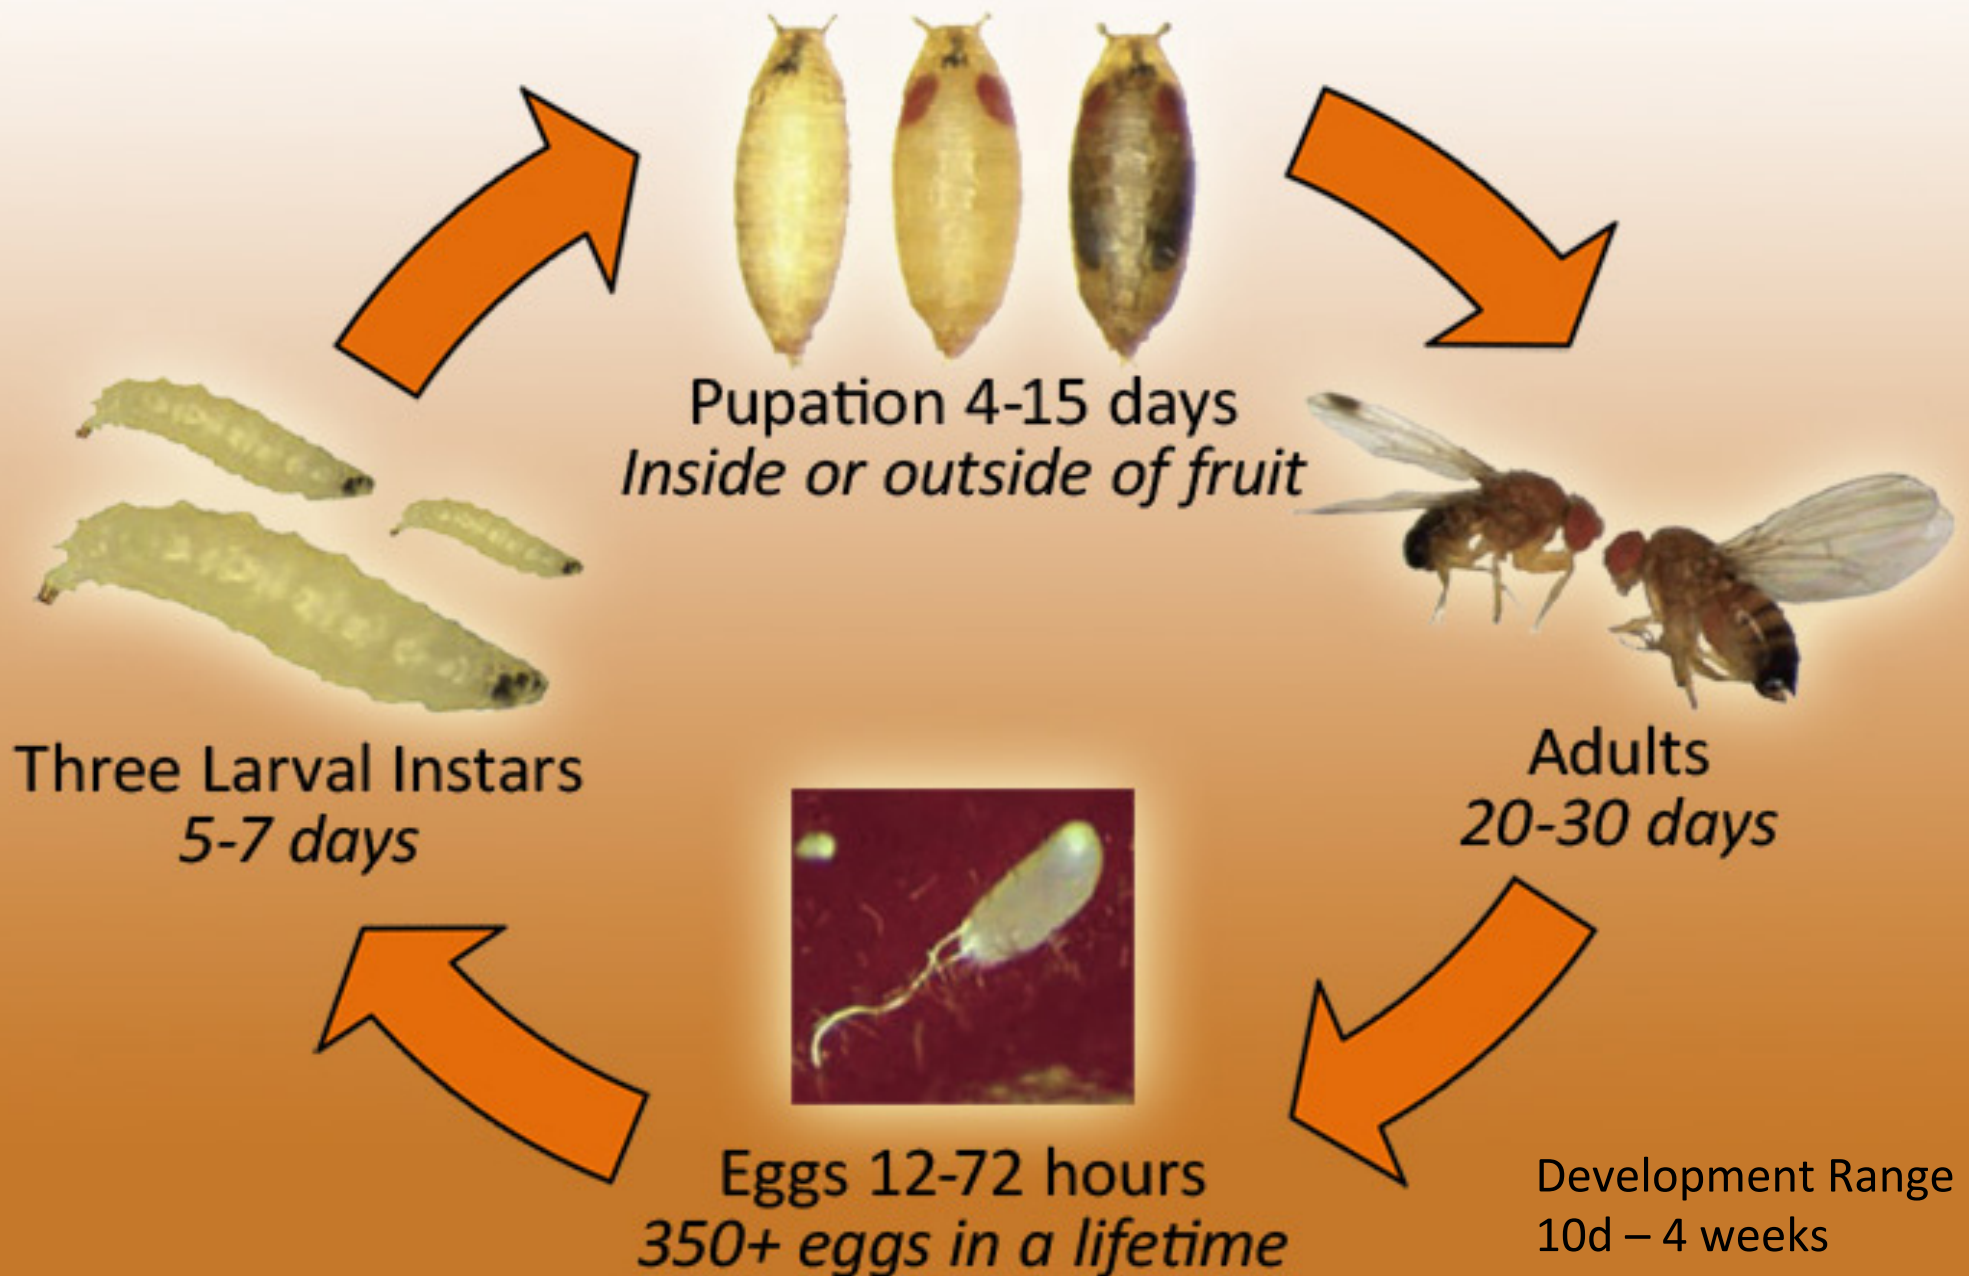 Pupation 4-15 days
Inside or outside of fruit
Three Larval Instars
5-7 days
Adults
20-30 days
Eggs 12-72 hours
350+ eggs in a lifetime
Development Range
10d – 4 weeks